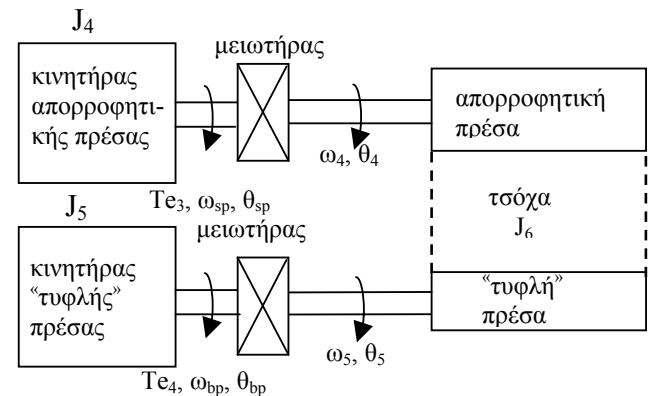 J4
μειωτήρας
κινητήρας
απορροφητι-
κής πρέσας
απορροφητική
πρέσα
ω4, θ4
Te3, ωsp, θsp
τσόχα
J6
J5
μειωτήρας
κινητήρας
“τυφλής”
πρέσας
“τυφλή”
πρέσα
ω5, θ5
Te4, ωbp, θbp